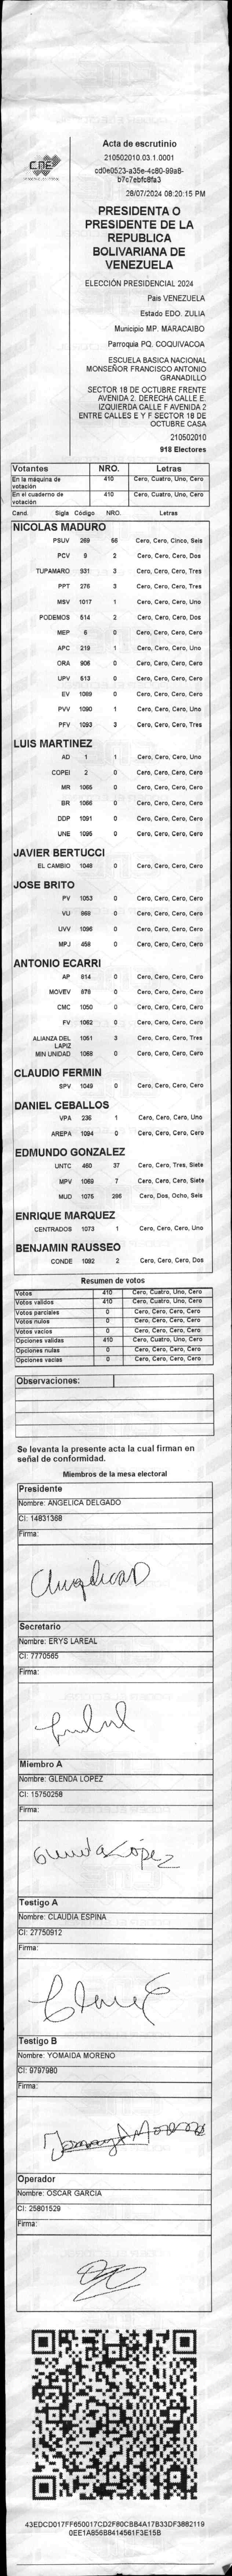 CNE
Acta de escrutinio
210502010.03.1.0001
cd0e0523-a35e-4c80-99a8-
b7c7ebfc8fa3
28/07/2024 08:20:15 PM
PRESIDENTA O
PRESIDENTE DE LA
REPUBLICA
BOLIVARIANA DE
VENEZUELA
ELECCIÓN PRESIDENCIAL 2024
Pais VENEZUELA
Estado EDO. ZULIA
Municipio MP. MARACAIBO
Parroquia PQ. COQUIVACOA
ESCUELA BASICA NACIONAL
MONSEÑOR FRANCISCO ANTONIO
GRANADILLO
SECTOR 18 DE OCTUBRE FRENTE
AVENIDA 2. DERECHA CALLE E.
IZQUIERDA CALLE F AVENIDA 2
ENTRE CALLES E Y F SECTOR 18 DE
OCTUBRE CASA
210502010
918 Electores
Votantes NRO. Letras
En la máquina de votación 410 Cero, Cuatro, Uno, Cero
En el cuaderno de votación 410 Cero, Cuatro, Uno, Cero
Cand. Sigla Código NRO. Letras
NICOLAS MADURO
PSUV 269 56 Cero, Cero, Cinco, Seis
PCV 9 2 Cero, Cero, Cero, Dos
TUPAMARO 931 3 Cero, Cero, Cero, Tres
PPT 276 3 Cero, Cero, Cero, Tres
MSV 1017 1 Cero, Cero, Cero, Uno
PODEMOS 514 2 Cero, Cero, Cero, Dos
MEP 6 0 Cero, Cero, Cero, Cero
APC 219 1 Cero, Cero, Cero, Uno
ORA 906 0 Cero, Cero, Cero, Cero
UPV 613 0 Cero, Cero, Cero, Cero
EV 1089 0 Cero, Cero, Cero, Cero
PVV 1090 1 Cero, Cero, Cero, Uno
PFV 1093 3 Cero, Cero, Cero, Tres
LUIS MARTINEZ
AD 1 1 Cero, Cero, Cero, Uno
COPEI 2 0 Cero, Cero, Cero, Cero
MR 1065 0 Cero, Cero, Cero, Cero
BR 1066 0 Cero, Cero, Cero, Cero
DDP 1091 0 Cero, Cero, Cero, Cero
UNE 1095 0 Cero, Cero, Cero, Cero
JAVIER BERTUCCI
EL CAMBIO 1048 0 Cero, Cero, Cero, Cero
JOSE BRITO
PV 1053 0 Cero, Cero, Cero, Cero
VU 968 0 Cero, Cero, Cero, Cero
UVV 1096 0 Cero, Cero, Cero, Cero
MPJ 458 0 Cero, Cero, Cero, Cero
ANTONIO ECARRI
AP 814 0 Cero, Cero, Cero, Cero
MOVEV 878 0 Cero, Cero, Cero, Cero
CMC 1050 0 Cero, Cero, Cero, Cero
FV 1062 0 Cero, Cero, Cero, Cero
ALIANZA DEL LAPIZ 1051 3 Cero, Cero, Cero, Tres
MIN UNIDAD 1068 0 Cero, Cero, Cero, Cero
CLAUDIO FERMIN
SPV 1049 0 Cero, Cero, Cero, Cero
DANIEL CEBALLOS
VPA 236 1 Cero, Cero, Cero, Uno
AREPA 1094 0 Cero, Cero, Cero, Cero
EDMUNDO GONZALEZ
UNTC 460 37 Cero, Cero, Tres, Siete
MPV 1069 7 Cero, Cero, Cero, Siete
MUD 1075 286 Cero, Dos, Ocho, Seis
ENRIQUE MARQUEZ
CENTRADOS 1073 1 Cero, Cero, Cero, Uno
BENJAMIN RAUSSEO
CONDE 1092 2 Cero, Cero, Cero, Dos
Resumen de votos
Votos 410 Cero, Cuatro, Uno, Cero
Votos validos 410 Cero, Cuatro, Uno, Cero
Votos parciales 0 Cero, Cero, Cero, Cero
Votos nulos 0 Cero, Cero, Cero, Cero
Votos vacios 0 Cero, Cero, Cero, Cero
Opciones validas 410 Cero, Cuatro, Uno, Cero
Opciones nulas 0 Cero, Cero, Cero, Cero
Opciones vacias 0 Cero, Cero, Cero, Cero
Observaciones:
Se levanta la presente acta la cual firman en
señal de conformidad.
Miembros de la mesa electoral
Presidente
Nombre: ANGELICA DELGADO
CI: 14831368
Firma:
AngelicaD
Secretario
Nombre: ERYS LAREAL
CI: 7770565
Firma:
Miembro A
Nombre: GLENDA LOPEZ
CI: 15750258
Firma:
Glenda López
Testigo A
Nombre: CLAUDIA ESPINA
CI: 27750912
Firma:
Testigo B
Nombre: YOMAIDA MORENO
CI: 9797980
Firma:
Operador
Nombre: OSCAR GARCIA
CI: 25801529
Firma:
43EDCD017FF650017CD2F80CBB4A17B33DF3882119
0EE1A856B8414561F3E15B